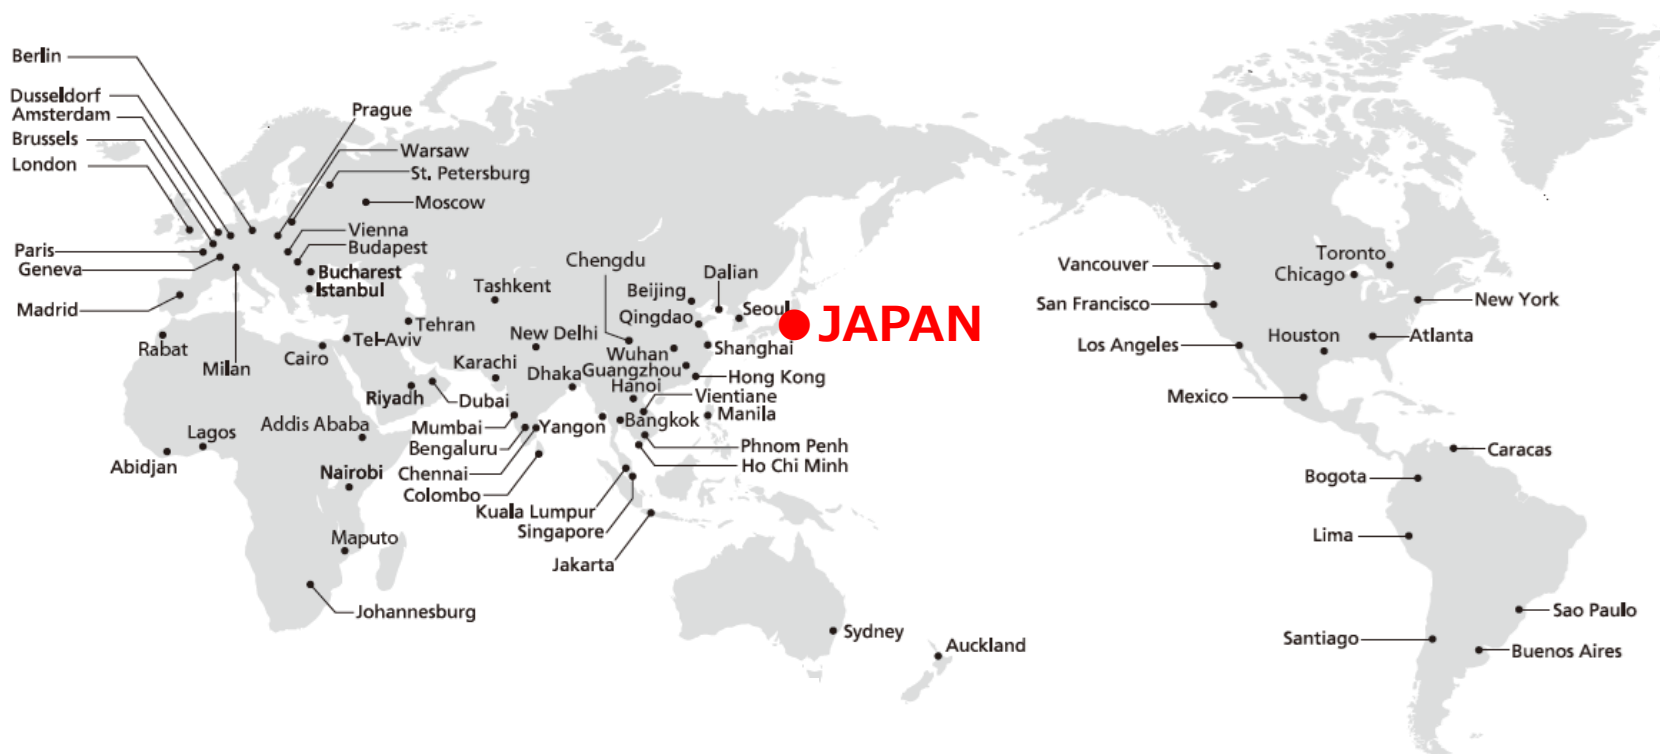 Berlin
Dusseldorf
Amsterdam
Brussels
London
Paris
Geneva
Madrid
Rabat
Milan
Prague
Warsaw
St. Petersburg
Moscow
Vienna
Budapest
Bucharest
Istanbul
Tehran
Tel-Aviv
Cairo
Riyadh
Dubai
Addis Ababa
Lagos
Abidjan
Nairobi
Maputo
Johannesburg
Tashkent
New Delhi
Karachi
Dhaka
Mumbai
Bengaluru
Chennai
Colombo
Yangon
Chengdu
Dalian
Beijing
Qingdao
Seoul
JAPAN
Wuhan
Shanghai
Guangzhou
Hong Kong
Hanoi
Vientiane
Manila
Bangkok
Phnom Penh
Ho Chi Minh
Kuala Lumpur
Singapore
Jakarta
Sydney
Auckland
Vancouver
San Francisco
Los Angeles
Mexico
Toronto
Chicago
New York
Houston
Atlanta
Caracas
Bogota
Lima
Sao Paulo
Santiago
Buenos Aires